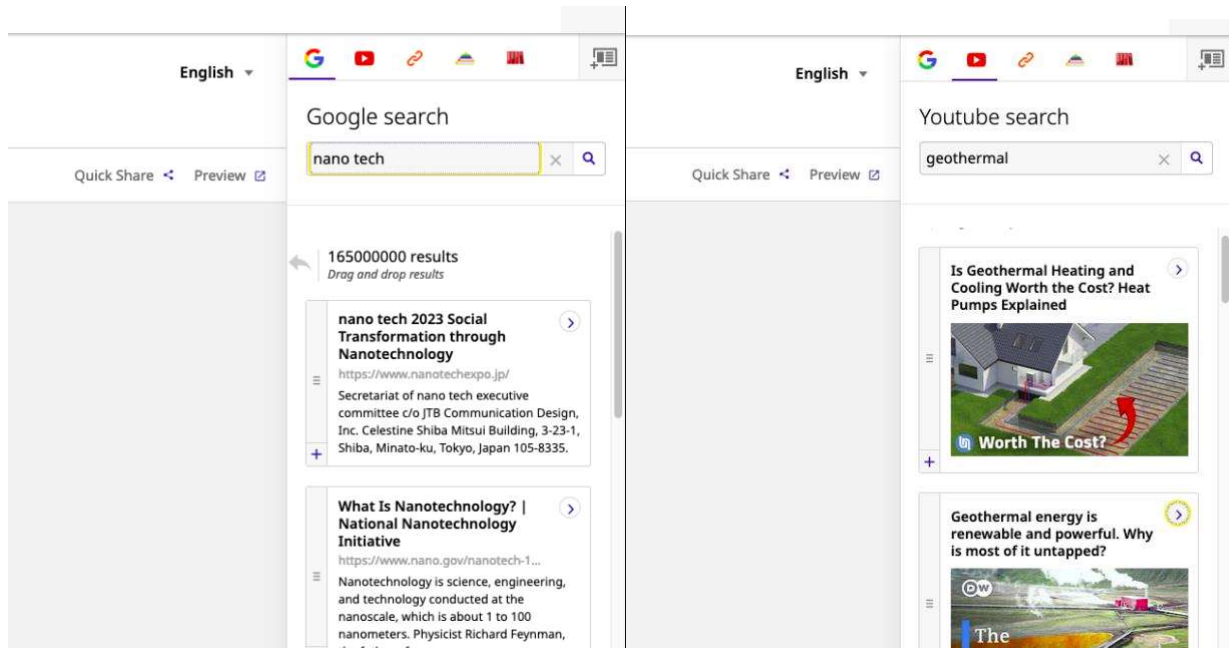 English
Google search
nano tech
Quick Share
Preview
165000000 results
Drag and drop results
nano tech 2023 Social
Transformation through
Nanotechnology
https://www.nanotechexpo.jp/
Secretariat of nano tech executive
committee c/o JTB Communication Design,
Inc. Celestine Shiba Mitsui Building, 3-23-1,
Shiba, Minato-ku, Tokyo, Japan 105-8335.
What Is Nanotechnology? |
National Nanotechnology
Initiative
https://www.nano.gov/nanotech-1...
Nanotechnology is science, engineering,
and technology conducted at the
nanoscale, which is about 1 to 100
nanometers. Physicist Richard Feynman,
English
Youtube search
geothermal
Quick Share
Preview
Is Geothermal Heating and
Cooling Worth the Cost? Heat
Pumps Explained
Worth The Cost?
Geothermal energy is
renewable and powerful. Why
is most of it untapped?
DW
The